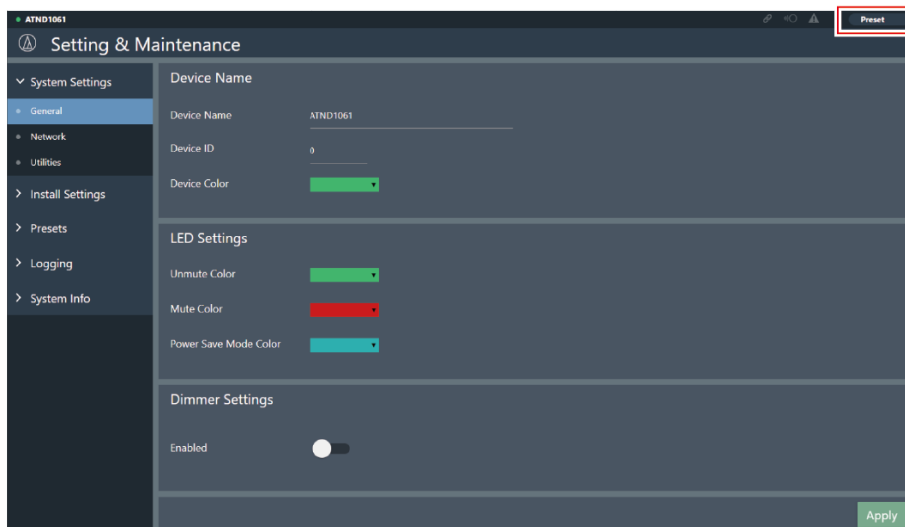 ATND1061
Preset
Setting & Maintenance
System Settings
General
Network
Utilities
Install Settings
Presets
Logging
System Info
Device Name
Device Name ATND1061
Device ID 0
Device Color
LED Settings
Unmute Color
Mute Color
Power Save Mode Color
Dimmer Settings
Enabled
Apply